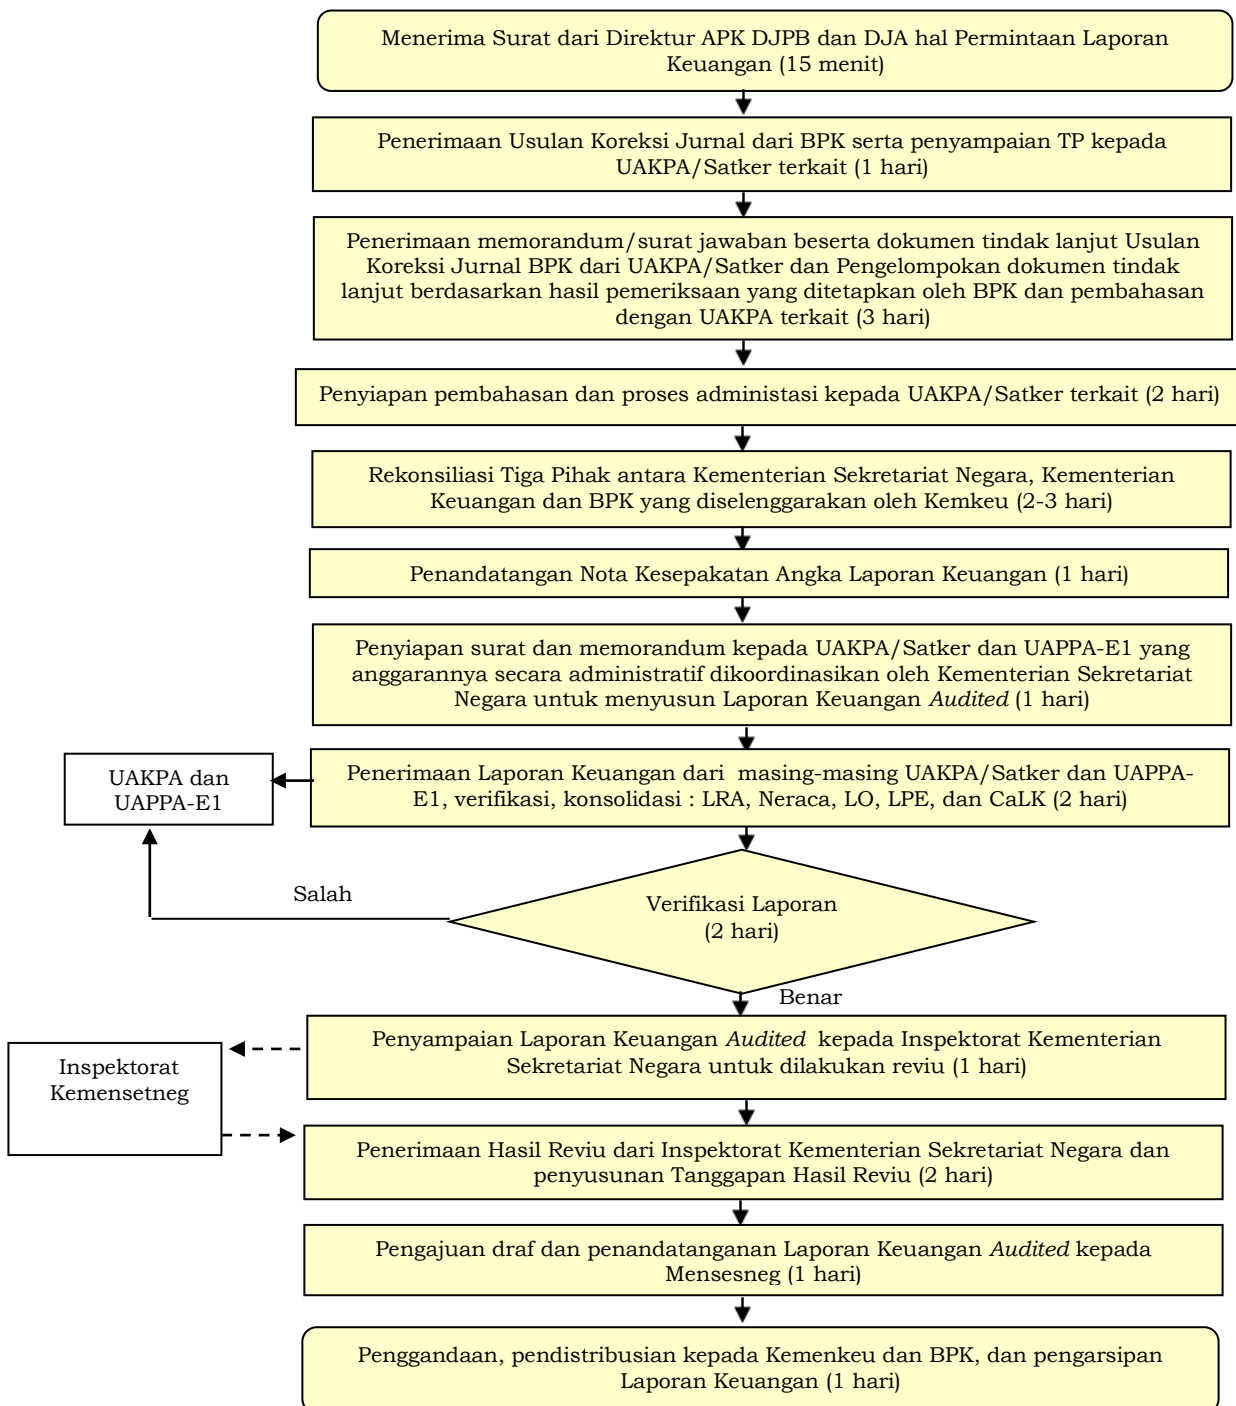 Menerima Surat dari Direktur APK DJPB dan DJA hal Permintaan Laporan
Keuangan (15 menit)
Penerimaan Usulan Koreksi Jurnal dari BPK serta penyampaian TP kepada
UAKPA/Satker terkait (1 hari)
Penerimaan memorandum/surat jawaban beserta dokumen tindak lanjut Usulan
Koreksi Jurnal BPK dari UAKPA/Satker dan Pengelompokan dokumen tindak
lanjut berdasarkan hasil pemeriksaan yang ditetapkan oleh BPK dan pembahasan
dengan UAKPA terkait (3 hari)
Penyiapan pembahasan dan proses administasi kepada UAKPA/Satker terkait (2 hari)
Rekonsiliasi Tiga Pihak antara Kementerian Sekretariat Negara, Kementerian
Keuangan dan BPK yang diselenggarakan oleh Kemkeu (2-3 hari)
Penandatangan Nota Kesepakatan Angka Laporan Keuangan (1 hari)
Penyiapan surat dan memorandum kepada UAKPA/Satker dan UAPPA-E1 yang
anggarannya secara administratif dikoordinasikan oleh Kementerian Sekretariat
Negara untuk menyusun Laporan Keuangan Audited (1 hari)
UAKPA dan
UAPPA-E1
Penerimaan Laporan Keuangan dari masing-masing UAKPA/Satker dan UAPPA-
E1, verifikasi, konsolidasi : LRA, Neraca, LO, LPE, dan CaLK (2 hari)
Salah
Verifikasi Laporan
(2 hari)
Benar
Penyampaian Laporan Keuangan Audited kepada Inspektorat Kementerian
Sekretariat Negara untuk dilakukan reviu (1 hari)
Inspektorat
Kemensetneg
Penerimaan Hasil Reviu dari Inspektorat Kementerian Sekretariat Negara dan
penyusunan Tanggapan Hasil Reviu (2 hari)
Pengajuan draf dan penandatanganan Laporan Keuangan Audited kepada
Mensesneg (1 hari)
Penggandaan, pendistribusian kepada Kemenkeu dan BPK, dan pengarsipan
Laporan Keuangan (1 hari)